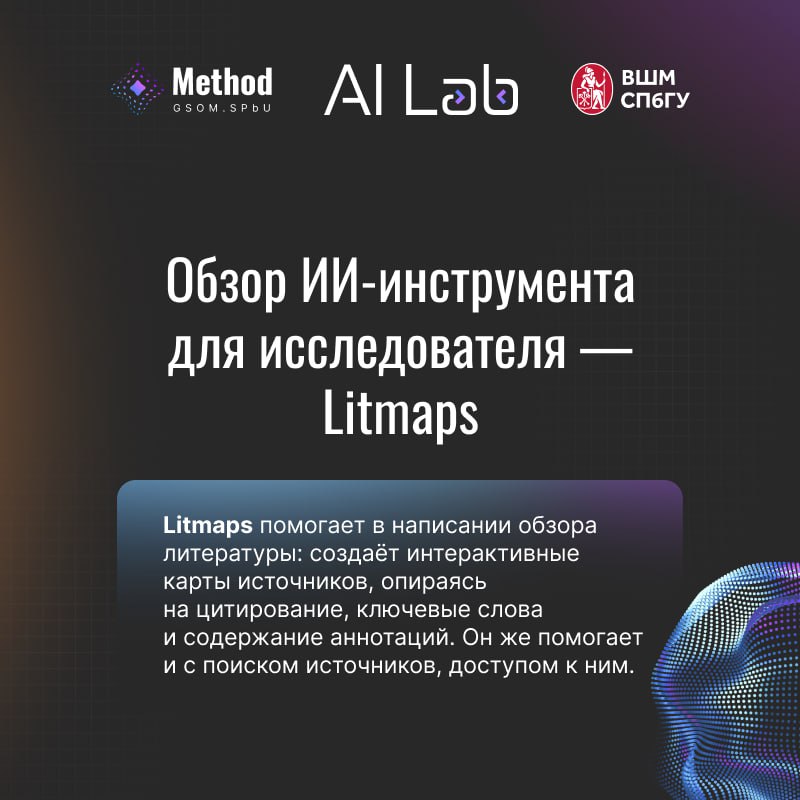 Method
GSOM.SPbU
AI Lab
ВШМ
СПбГУ
Обзор ИИ-инструмента
для исследователя —
Litmaps
Litmaps помогает в написании обзора
литературы: создаёт интерактивные
карты источников, опираясь
на цитирование, ключевые слова
и содержание аннотаций. Он же помогает
и с поиском источников, доступом к ним.